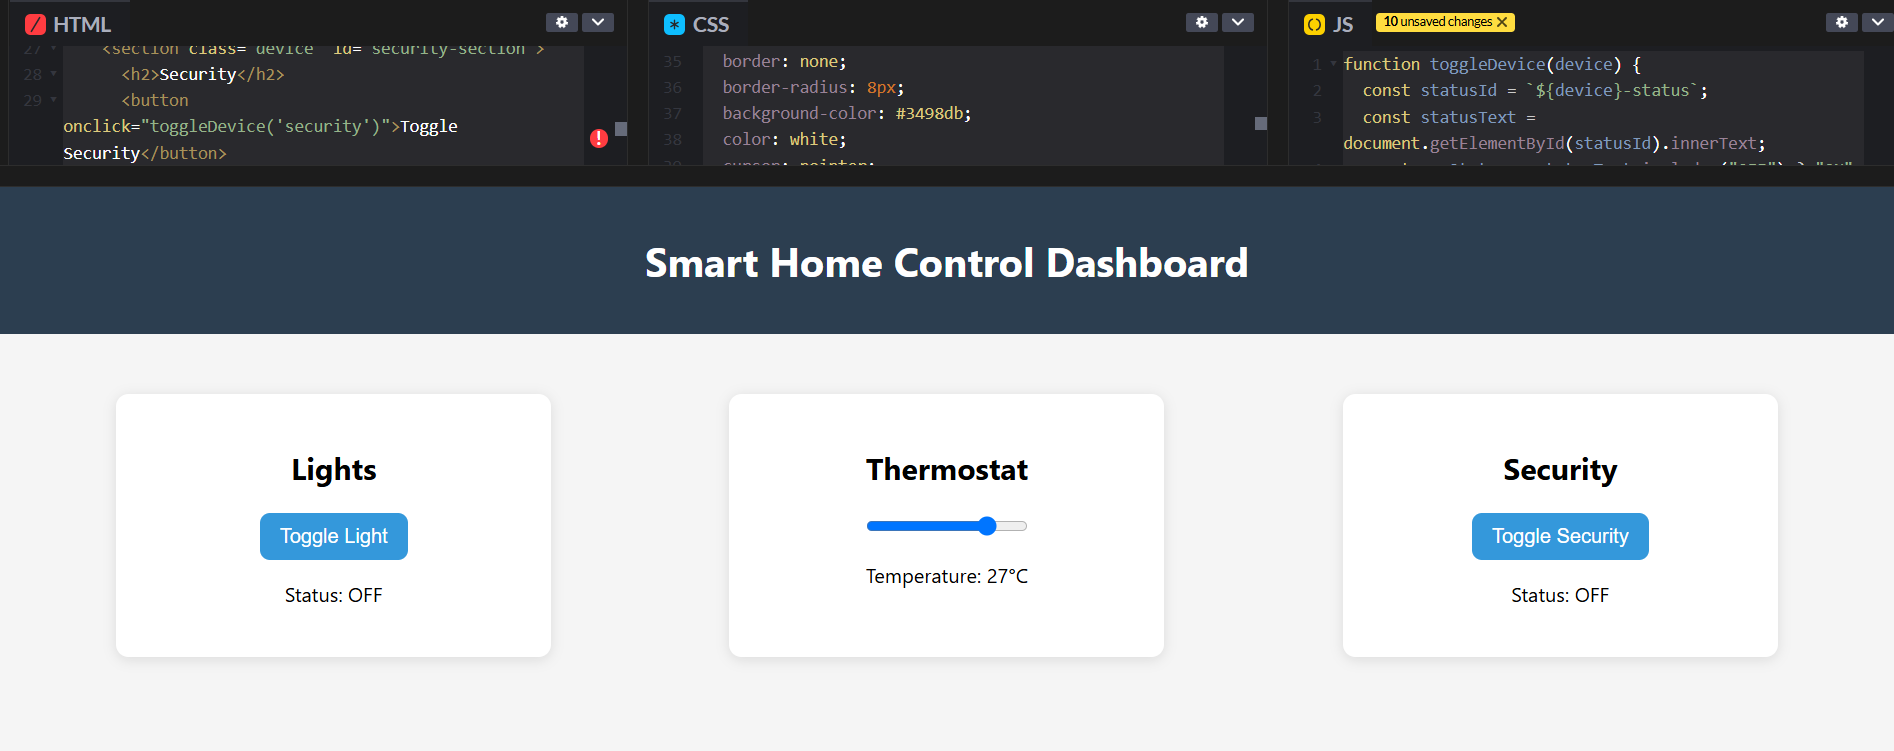 HTML
27 <section class="device" id="security-section">
28 <h2>Security</h2>
29 <button
onclick="toggleDevice('security')">Toggle
Security</button>
CSS
35 border: none;
36 border-radius: 8px;
37 background-color: #3498db;
38 color: white;
39 cursor: pointer;
JS
10 unsaved changes
1 function toggleDevice(device) {
2 const statusId = `${device}-status`;
3 const statusText =
document.getElementById(statusId).innerText;
Smart Home Control Dashboard
Lights
Toggle Light
Status: OFF
Thermostat
Temperature: 27°C
Security
Toggle Security
Status: OFF